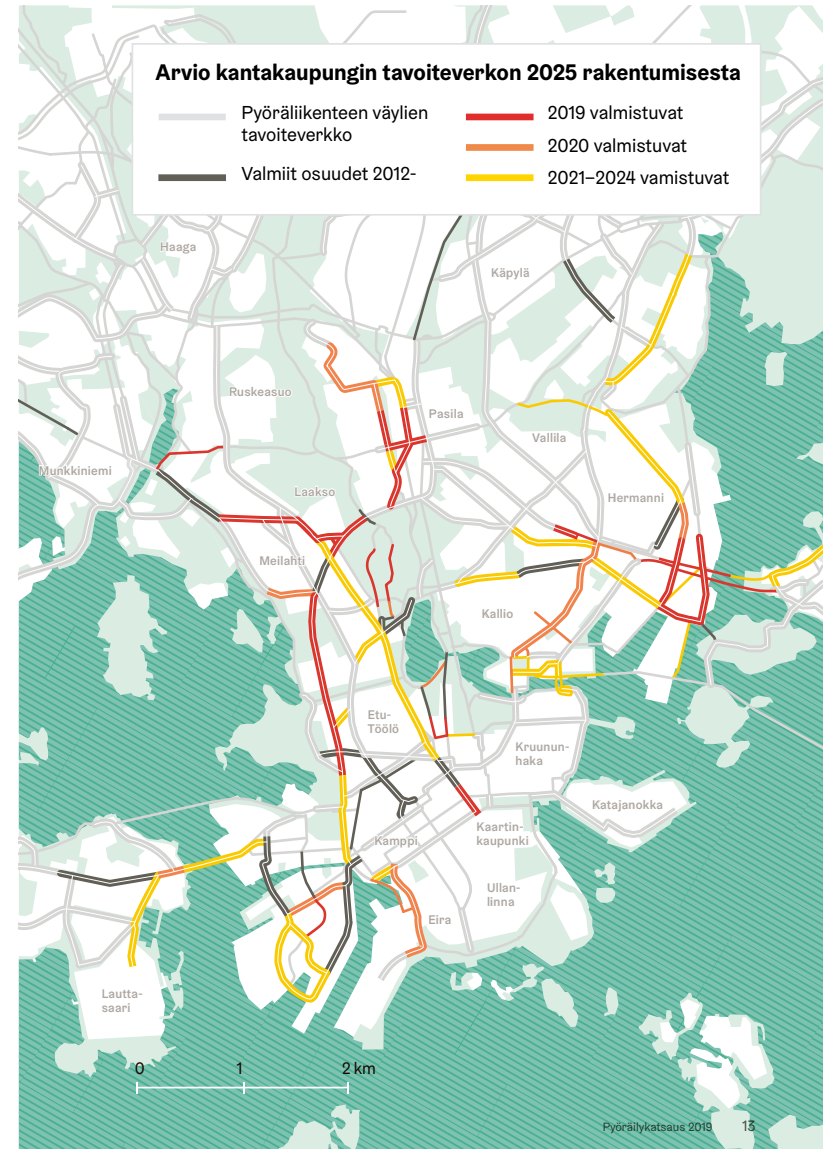 Arvio kantakaupungin tavoiteverkon 2025 rakentumisesta
Pyöräliikenteen väylien
tavoiteverkko
Valmiit osuudet 2012-
2019 valmistuvat
2020 valmistuvat
2021–2024 vamistuvat
Haaga
Käpylä
Ruskeasuo
Pasila
Vallila
Munkkiniemi
Laakso
Hermanni
Meilahti
Kallio
Etu-
Töölö
Kruunun-
haka
Katajanokka
Kamppi
Kaartin-
kaupunki
Ullan-
linna
Eira
Lautta-
saari
0 1 2 km
Pyöräilykatsaus 2019 13